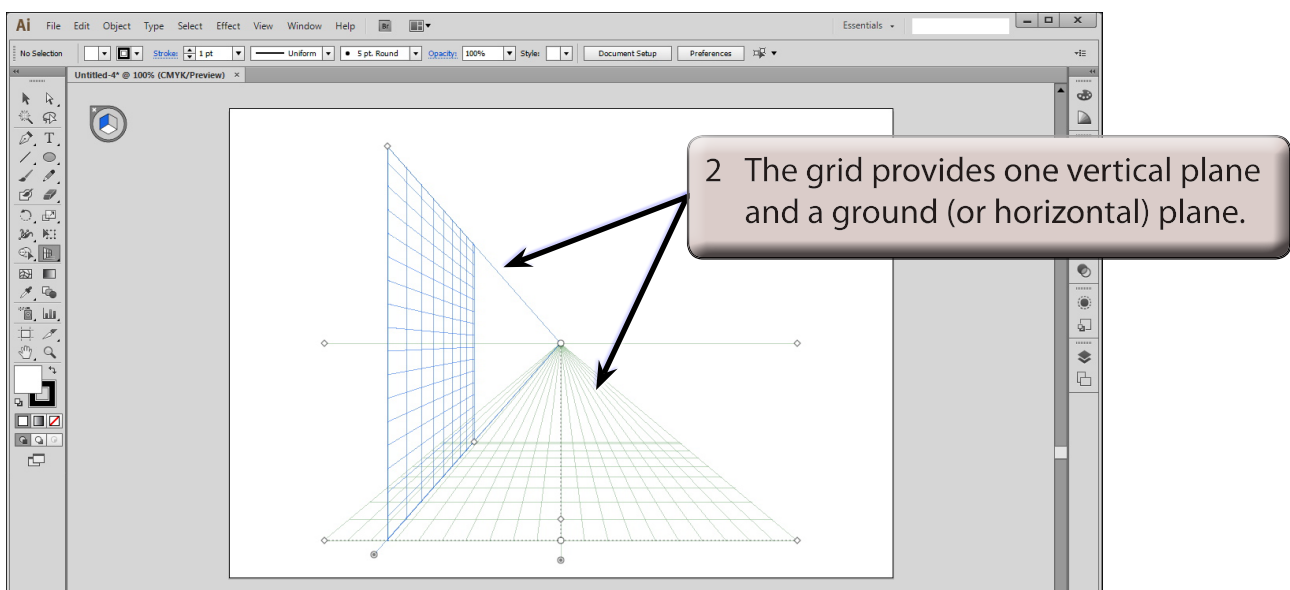 Ai File Edit Object Type Select Effect View Window Help Br Essentials
No Selection Stroke: 1 pt Uniform 5 pt. Round Opacity: 100% Style: Document Setup Preferences
Untitled-4* @ 100% (CMYK/Preview) ×
2 The grid provides one vertical plane
and a ground (or horizontal) plane.